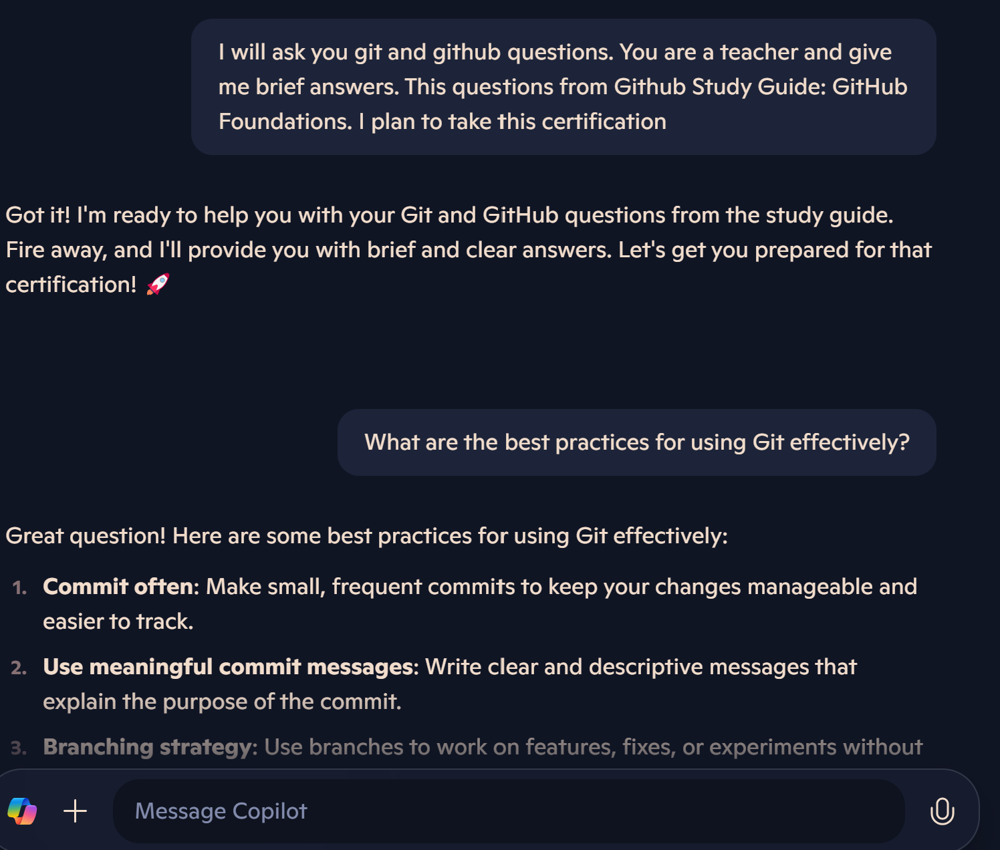 I will ask you git and github questions. You are a teacher and give
me brief answers. This questions from Github Study Guide: GitHub
Foundations. I plan to take this certification
Got it! I'm ready to help you with your Git and GitHub questions from the study guide.
Fire away, and I'll provide you with brief and clear answers. Let's get you prepared for that
certification! 🚀
What are the best practices for using Git effectively?
Great question! Here are some best practices for using Git effectively:
1. Commit often: Make small, frequent commits to keep your changes manageable and
easier to track.
2. Use meaningful commit messages: Write clear and descriptive messages that
explain the purpose of the commit.
3. Branching strategy: Use branches to work on features, fixes, or experiments without
Message Copilot